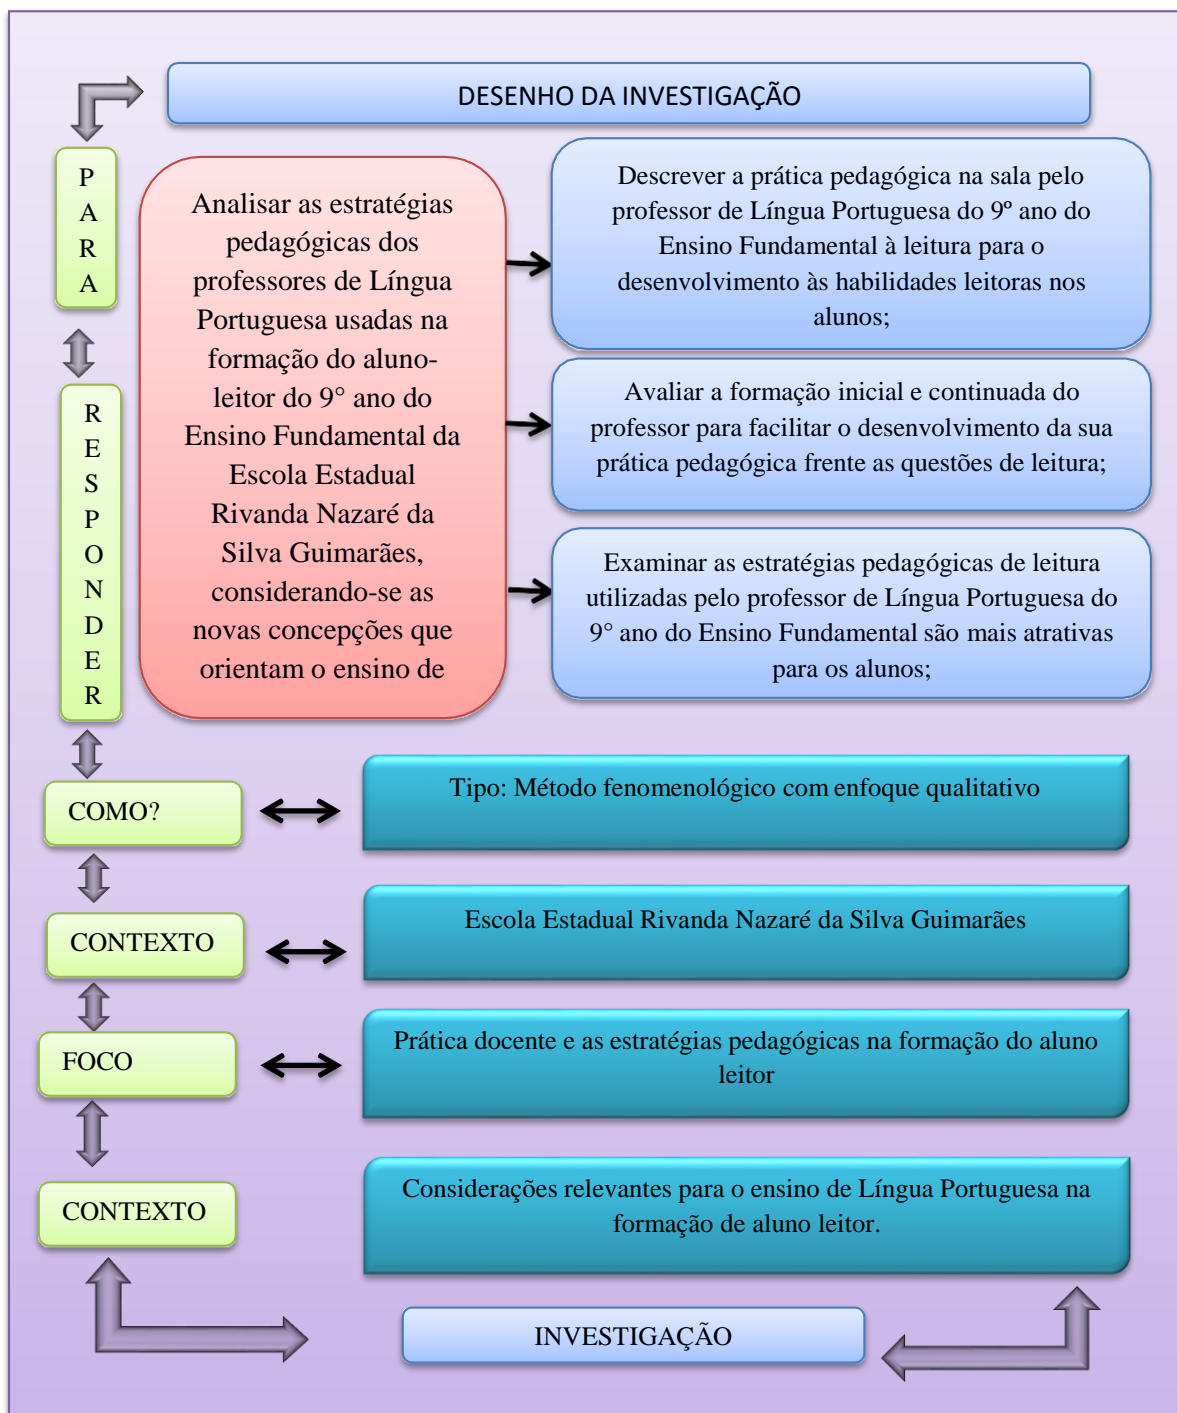 DESENHO DA INVESTIGAÇÃO
P
A
R
A
R
E
S
P
O
N
D
E
R
Analisar as estratégias
pedagógicas dos
professores de Língua
Portuguesa usadas na
formação do aluno-
leitor do 9° ano do
Ensino Fundamental da
Escola Estadual
Rivanda Nazaré da
Silva Guimarães,
considerando-se as
novas concepções que
orientam o ensino de
Descrever a prática pedagógica na sala pelo
professor de Língua Portuguesa do 9º ano do
Ensino Fundamental à leitura para o
desenvolvimento às habilidades leitoras nos
alunos;
Avaliar a formação inicial e continuada do
professor para facilitar o desenvolvimento da sua
prática pedagógica frente as questões de leitura;
Examinar as estratégias pedagógicas de leitura
utilizadas pelo professor de Língua Portuguesa do
9° ano do Ensino Fundamental são mais atrativas
para os alunos;
COMO?
Tipo: Método fenomenológico com enfoque qualitativo
CONTEXTO
Escola Estadual Rivanda Nazaré da Silva Guimarães
FOCO
Prática docente e as estratégias pedagógicas na formação do aluno
leitor
CONTEXTO
Considerações relevantes para o ensino de Língua Portuguesa na
formação de aluno leitor.
INVESTIGAÇÃO